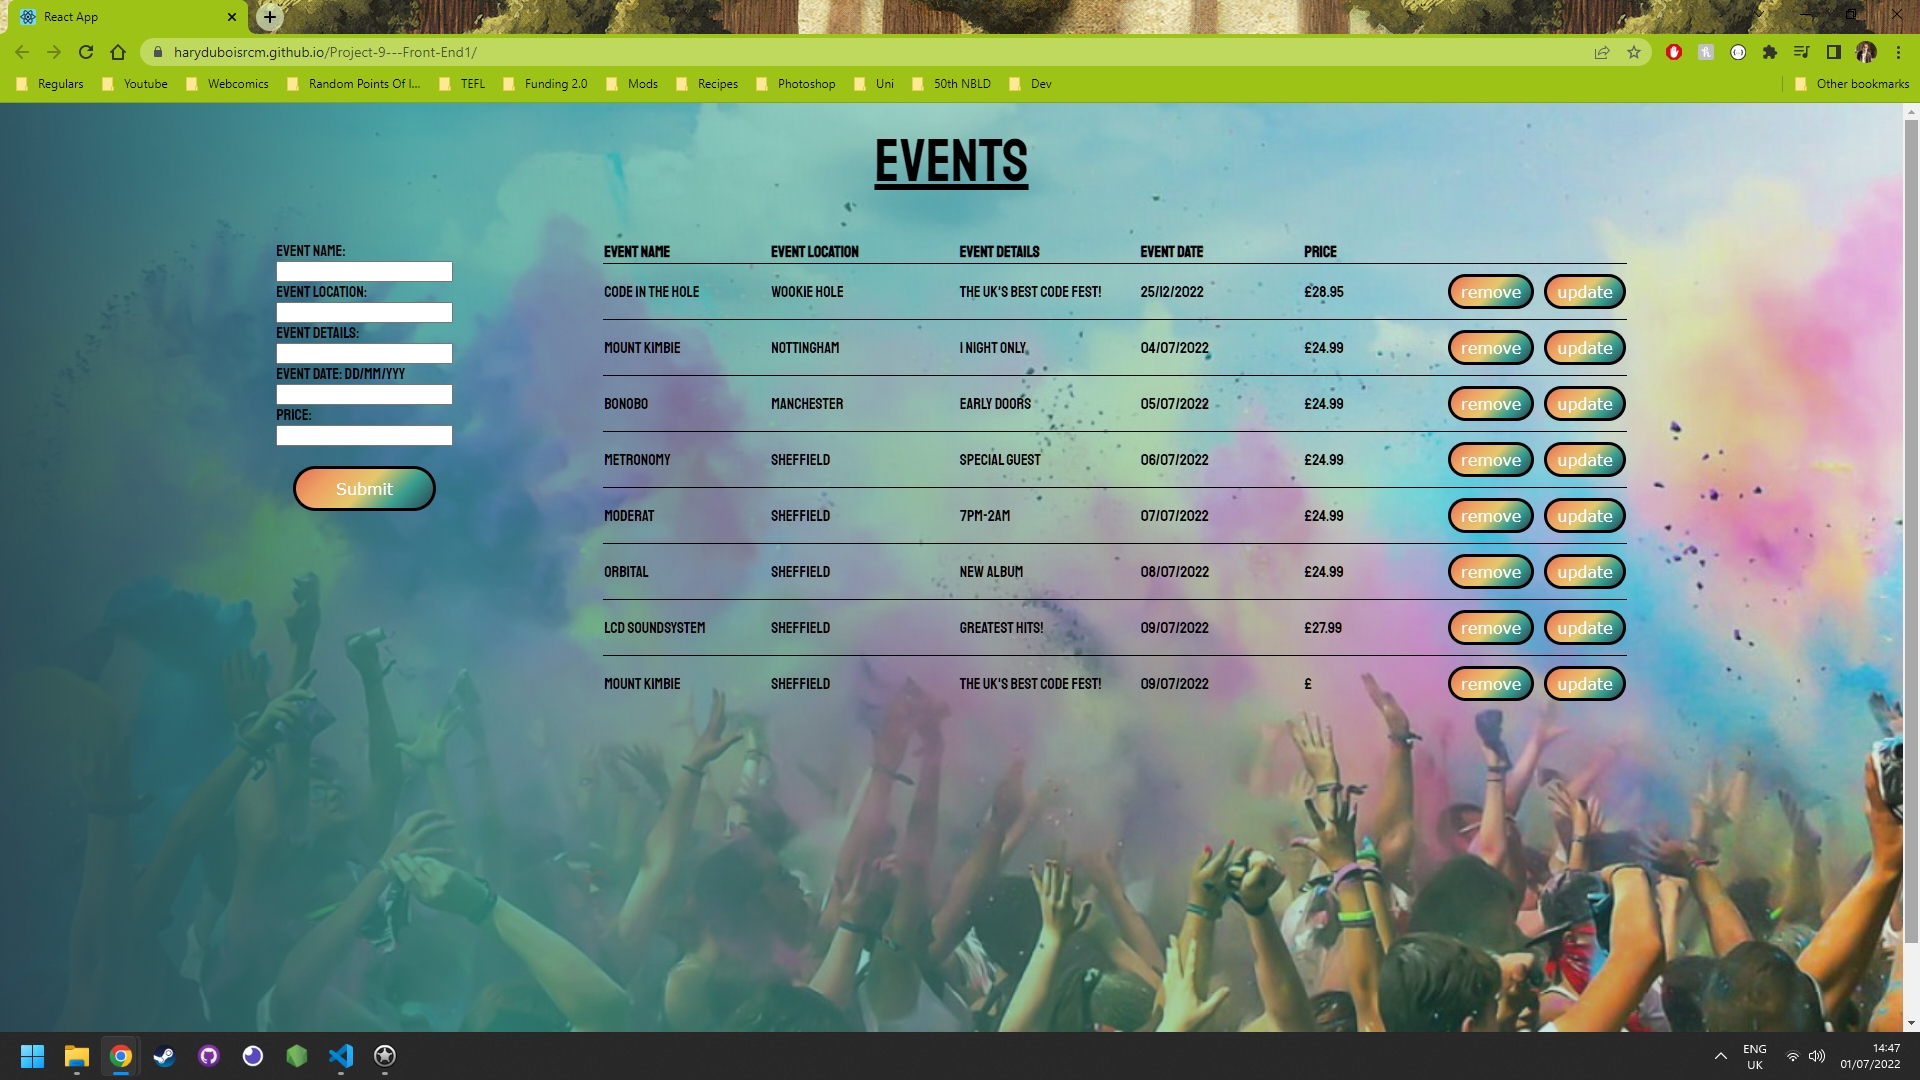 React App
haryduboisrcm.github.io/Project-9---Front-End1/
Regulars Youtube Webcomics Random Points Of I... TEFL Funding 2.0 Mods Recipes Photoshop Uni 50th NBLD Dev Other bookmarks
EVENTS
EVENT NAME:
EVENT LOCATION:
EVENT DETAILS:
EVENT DATE: DD/MM/YYY
PRICE:
Submit
EVENT NAME EVENT LOCATION EVENT DETAILS EVENT DATE PRICE
CODE IN THE HOLE WOOKIE HOLE THE UK'S BEST CODE FEST! 25/12/2022 £28.95 remove update
MOUNT KIMBIE NOTTINGHAM 1 NIGHT ONLY 04/07/2022 £24.99 remove update
BONOBO MANCHESTER EARLY DOORS 05/07/2022 £24.99 remove update
METRONOMY SHEFFIELD SPECIAL GUEST 06/07/2022 £24.99 remove update
MODERAT SHEFFIELD 7PM-2AM 07/07/2022 £24.99 remove update
ORBITAL SHEFFIELD NEW ALBUM 08/07/2022 £24.99 remove update
LCD SOUNDSYSTEM SHEFFIELD GREATEST HITS! 09/07/2022 £27.99 remove update
MOUNT KIMBIE SHEFFIELD THE UK'S BEST CODE FEST! 09/07/2022 £ remove update
ENG
UK
14:47
01/07/2022